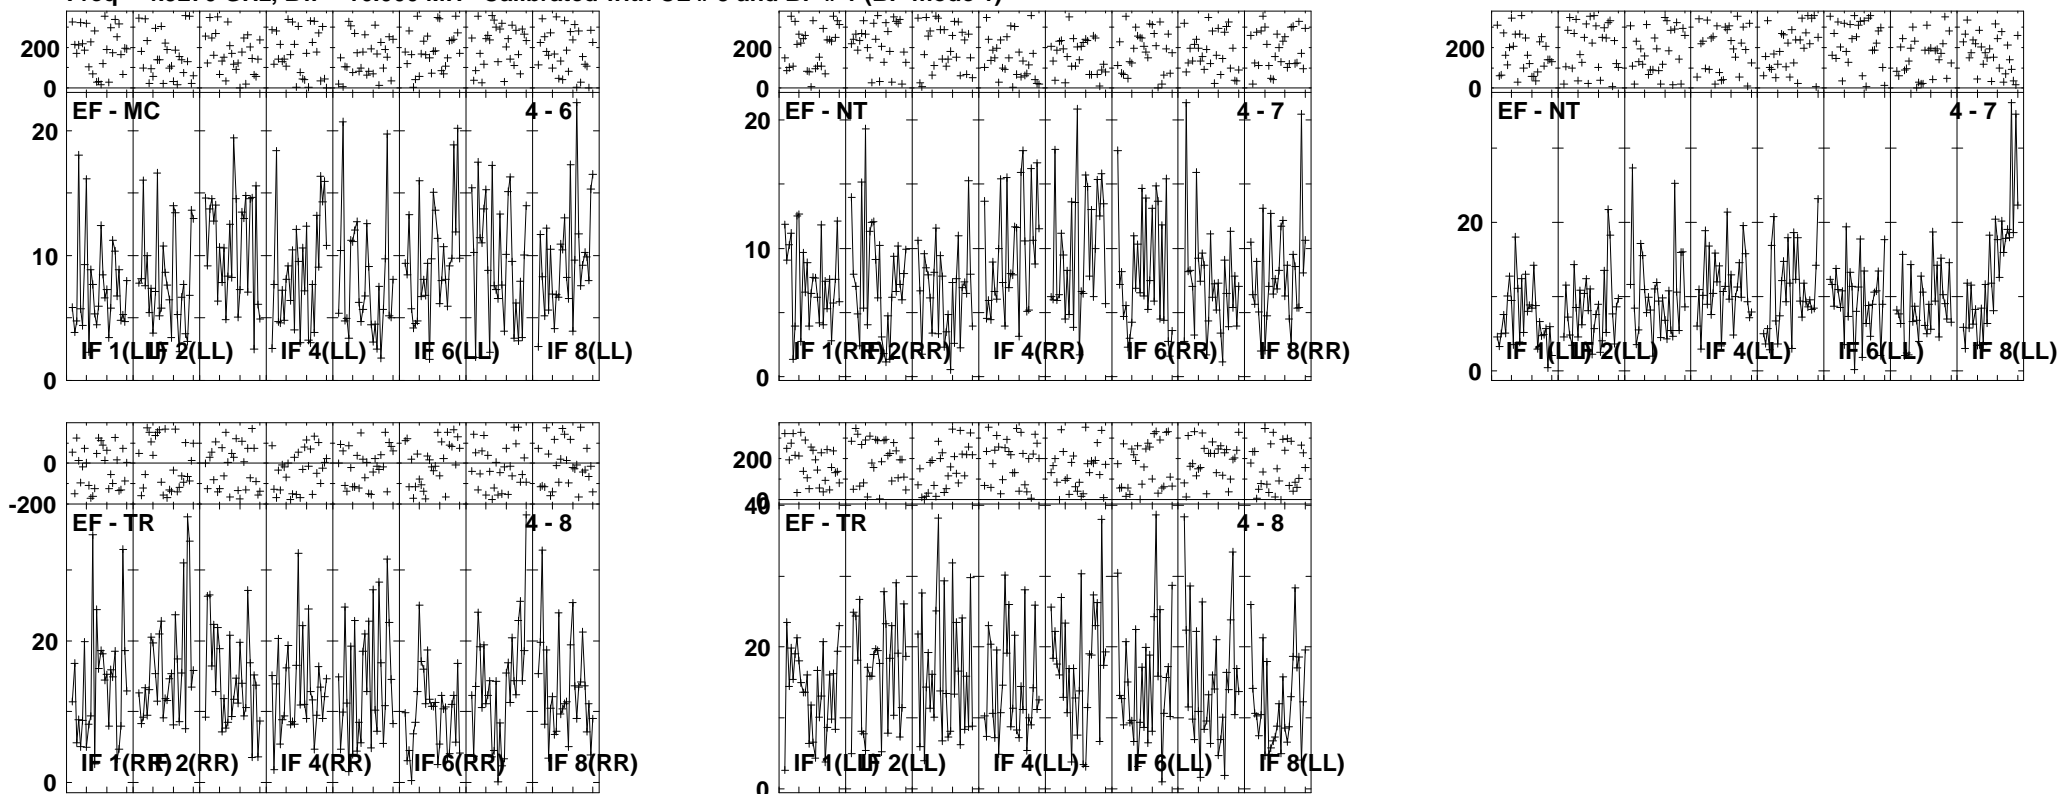 200
0
EF - MC
4 - 6
20
10
0
IF 1(LL)
IF 2(LL)
IF 4(LL)
IF 6(LL)
IF 8(LL)
200
0
EF - NT
4 - 7
20
10
0
IF 1(RR)
IF 2(RR)
IF 4(RR)
IF 6(RR)
IF 8(RR)
200
0
EF - NT
4 - 7
20
0
IF 1(LL)
IF 2(LL)
IF 4(LL)
IF 6(LL)
IF 8(LL)
0
-200
EF - TR
4 - 8
20
0
IF 1(RR)
IF 2(RR)
IF 4(RR)
IF 6(RR)
IF 8(RR)
200
0
40
EF - TR
4 - 8
20
0
IF 1(LL)
IF 2(LL)
IF 4(LL)
IF 6(LL)
IF 8(LL)